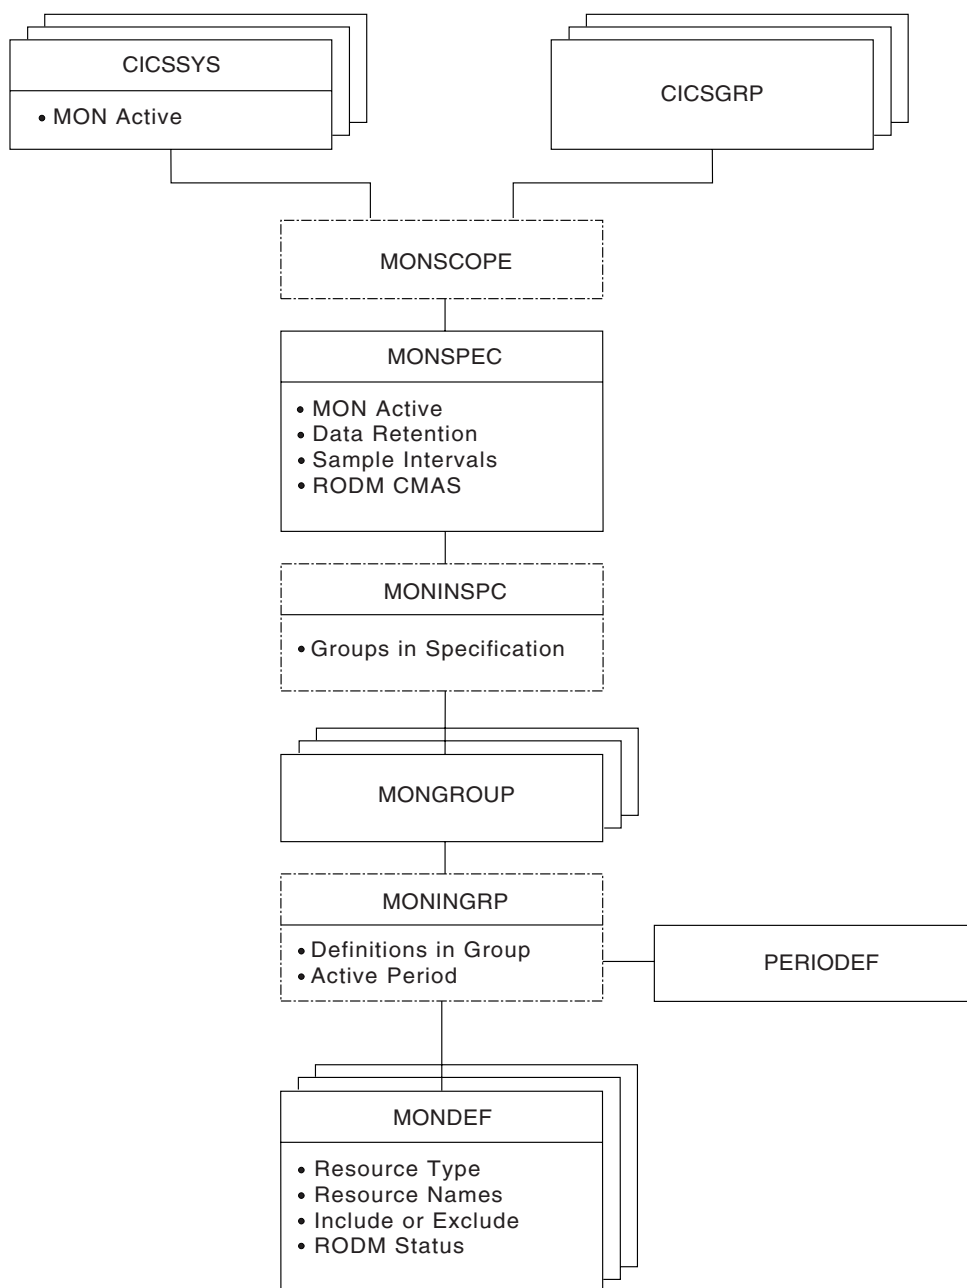 CICSSYS
• MON Active
CICSGRP
MONSCOPE
MONSPEC
• MON Active
• Data Retention
• Sample Intervals
• RODM CMAS
MONINSPC
• Groups in Specification
MONGROUP
MONINGRP
• Definitions in Group
• Active Period
PERIODEF
MONDEF
• Resource Type
• Resource Names
• Include or Exclude
• RODM Status